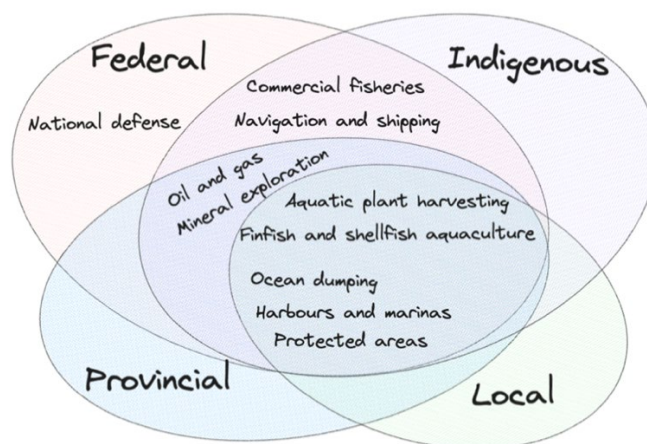 Federal
Indigenous
Commercial fisheries
National defense
Navigation and shipping
Oil and gas
Mineral exploration
Aquatic plant harvesting
Finfish and shellfish aquaculture
Ocean dumping
Harbours and marinas
Protected areas
Provincial
Local